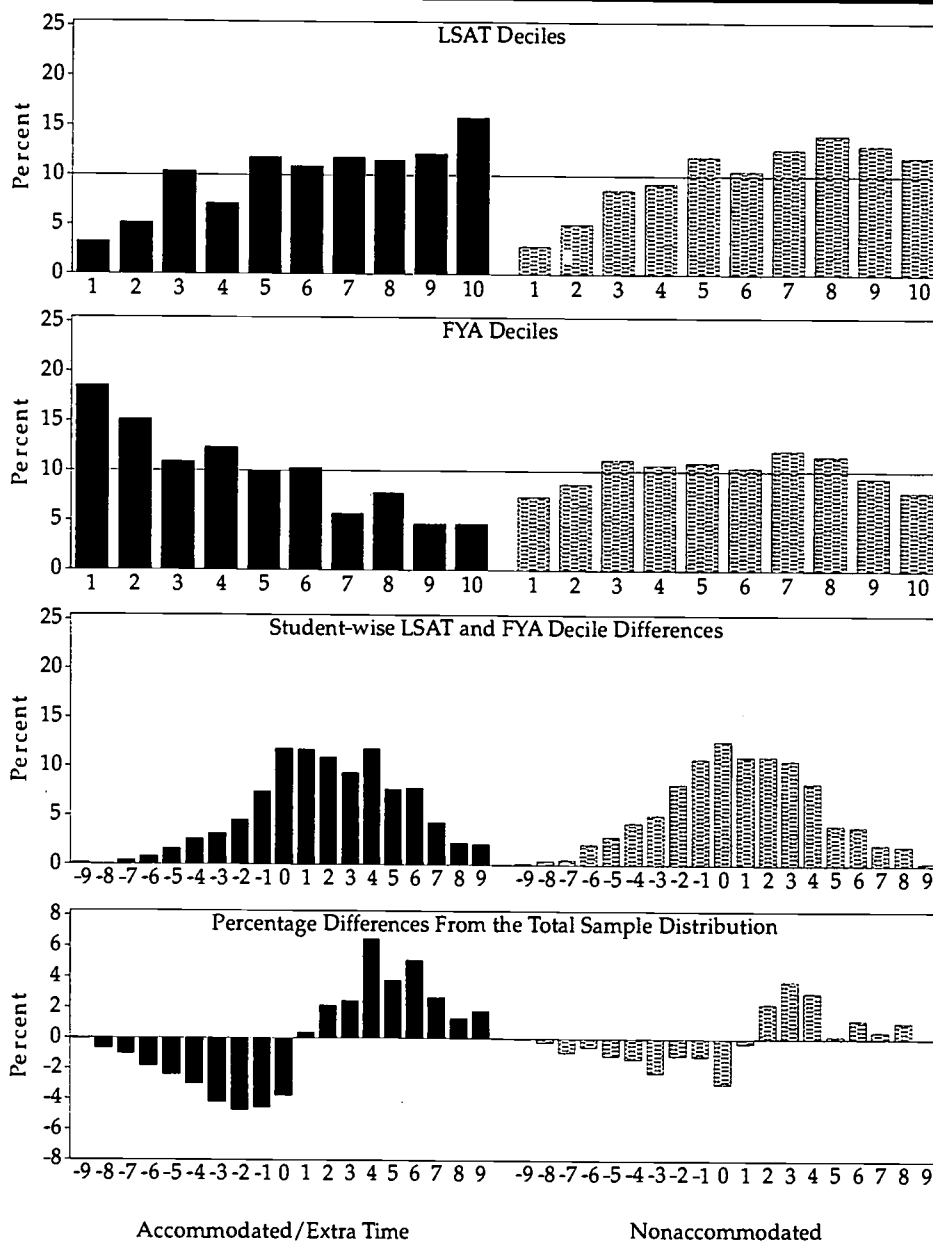 LSAT Deciles
Percent
25
20
15
10
5
0
1 2 3 4 5 6 7 8 9 10 1 2 3 4 5 6 7 8 9 10
FYA Deciles
Percent
25
20
15
10
5
0
1 2 3 4 5 6 7 8 9 10 1 2 3 4 5 6 7 8 9 10
Student-wise LSAT and FYA Decile Differences
Percent
25
20
15
10
5
0
-9 -8 -7 -6 -5 -4 -3 -2 -1 0 1 2 3 4 5 6 7 8 9 -9 -8 -7 -6 -5 -4 -3 -2 -1 0 1 2 3 4 5 6 7 8 9
Percentage Differences From the Total Sample Distribution
Percent
8
6
4
2
0
-2
-4
-6
-8
-9 -8 -7 -6 -5 -4 -3 -2 -1 0 1 2 3 4 5 6 7 8 9 -9 -8 -7 -6 -5 -4 -3 -2 -1 0 1 2 3 4 5 6 7 8 9
Accommodated/Extra Time Nonaccommodated